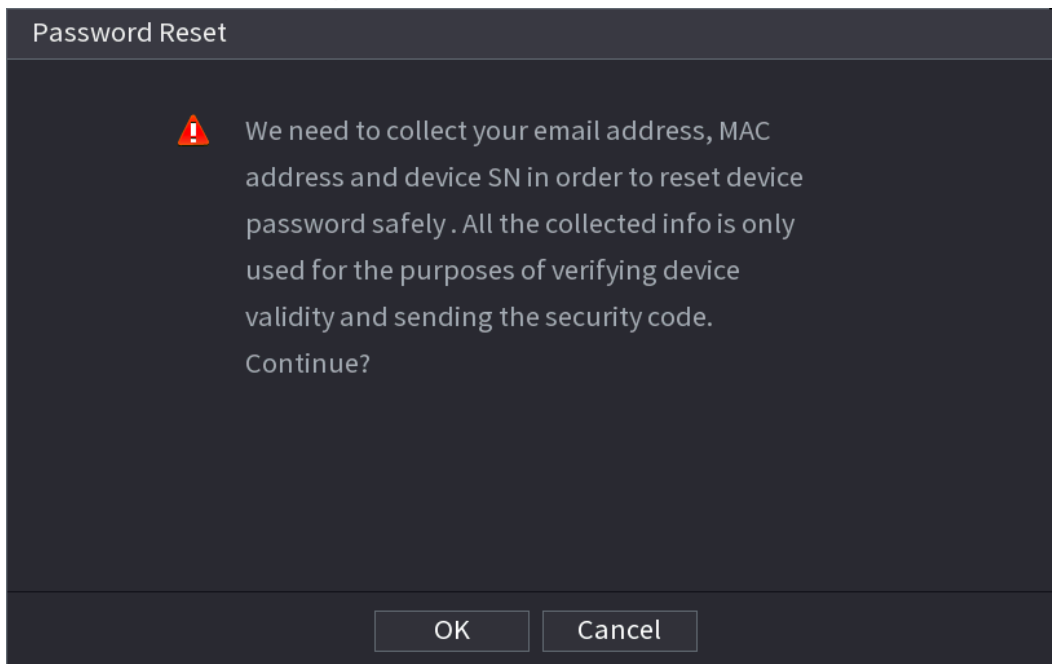 Password Reset
We need to collect your email address, MAC
address and device SN in order to reset device
password safely . All the collected info is only
used for the purposes of verifying device
validity and sending the security code.
Continue?
OK
Cancel